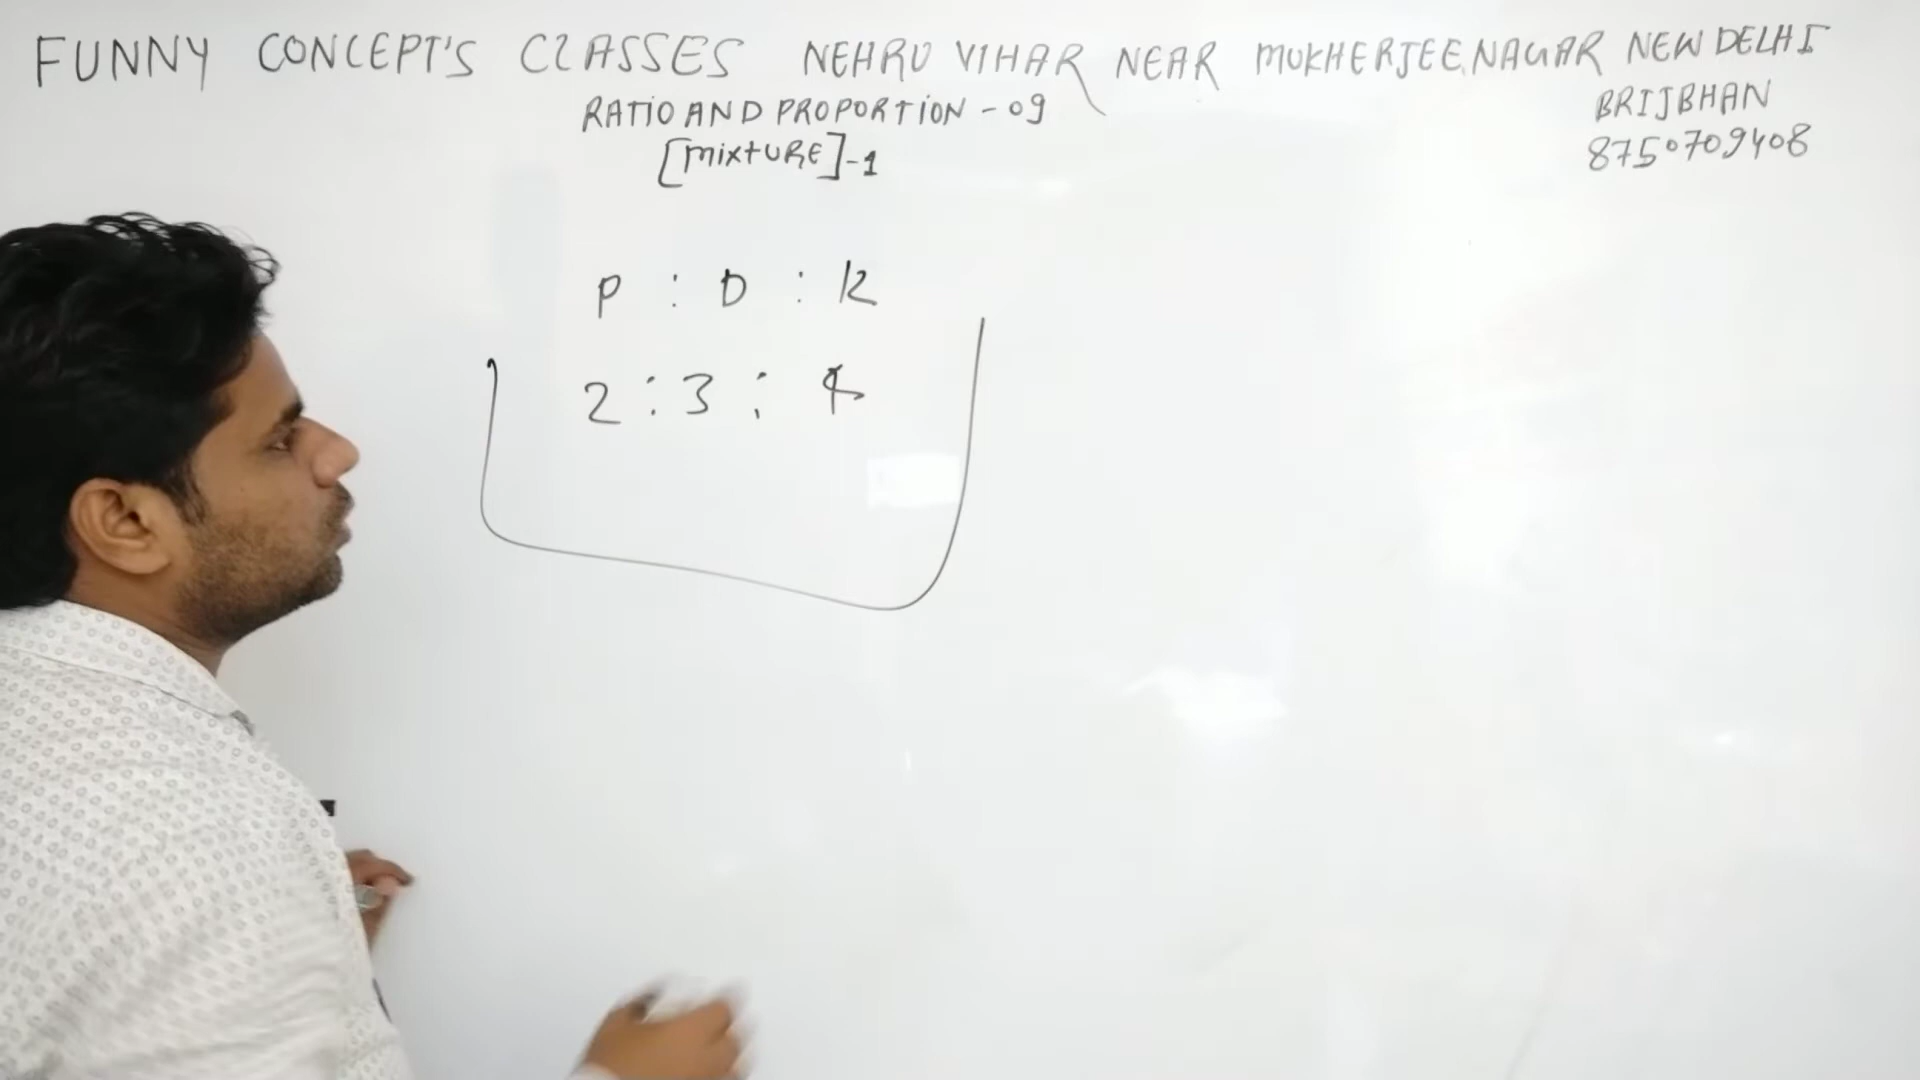 FUNNY CONCEPT'S CLASSES NEHRU VIHAR NEAR MUKHERJEE NAGAR NEW DELHI
RATIO AND PROPORTION - 09
BRIJBHAN
[MIXTURE]-1
8750709408
P : D : K
2 : 3 : 4